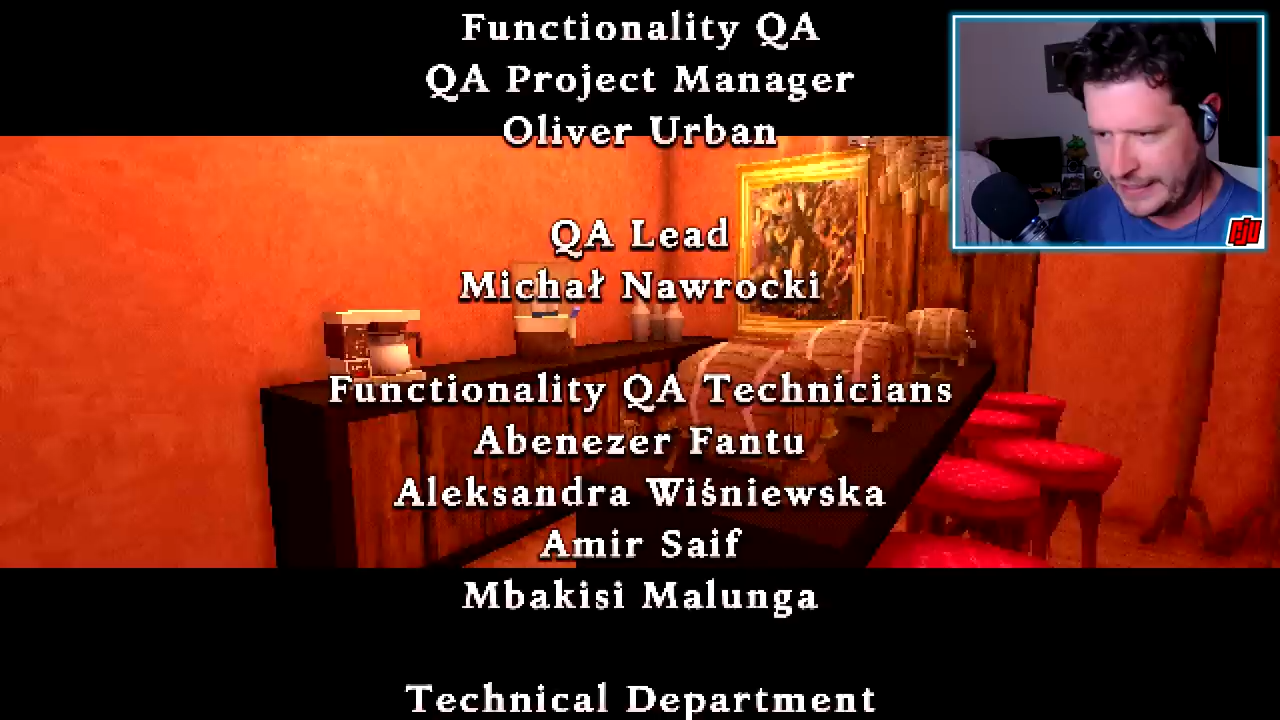 Functionality QA
QA Project Manager
Oliver Urban
QA Lead
Michał Nawrocki
Functionality QA Technicians
Abenezer Fantu
Aleksandra Wiśniewska
Amir Saif
Mbakisi Malunga
Technical Department